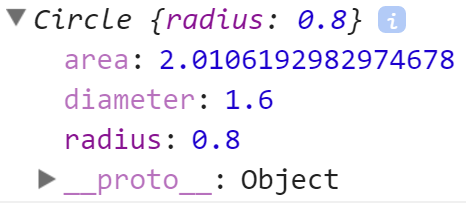 Circle {radius: 0.8} i
area: 2.0106192982974678
diameter: 1.6
radius: 0.8
__proto__: Object